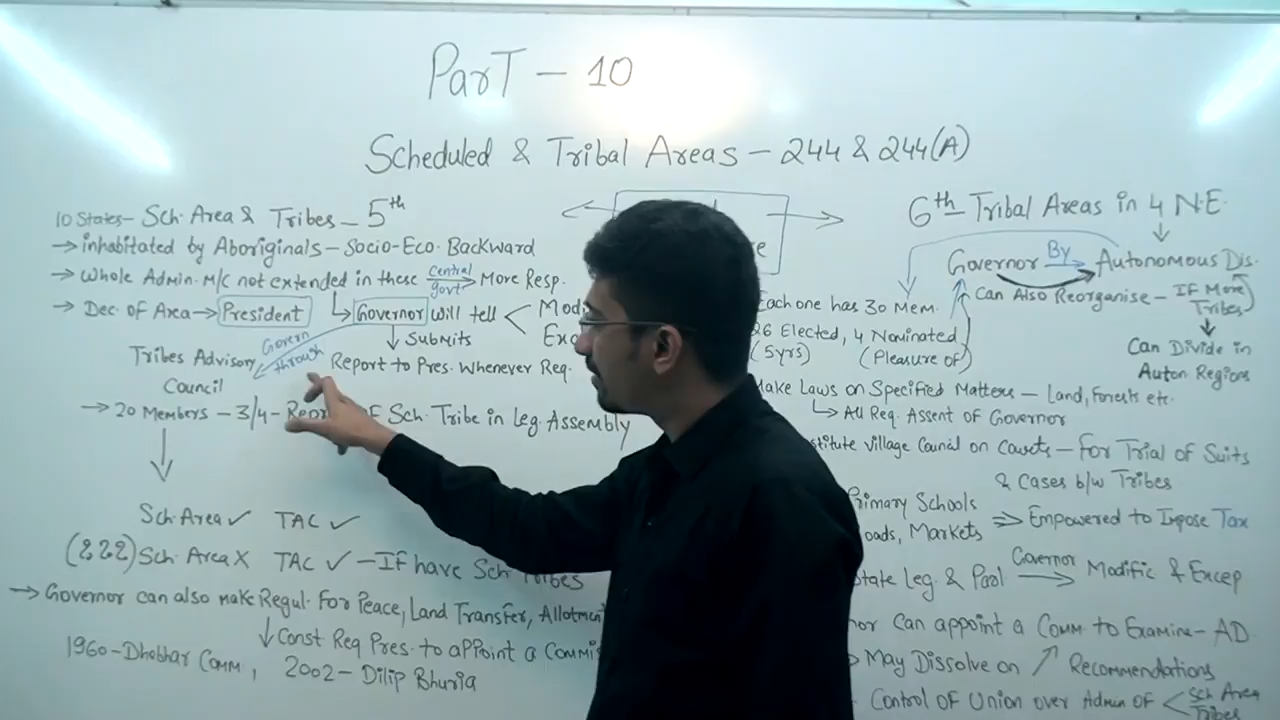 ParT - 10
Scheduled & Tribal Areas - 244 & 244(A)
10 States - Sch. Area & Tribes - 5th
→ inhabitated by Aboriginals - Socio-Eco. Backward
→ Whole Admin. M/c not extended in these Central govt → More Resp.
→ Dec. of Area → President → Governor will tell < Mod
Exc
Submits
Govern through
Tribes Advisory Council
Report to Pres. Whenever Req.
→ 20 Members - 3/4 - Repr of Sch. Tribe in Leg. Assembly
Sch. Area ✓ TAC ✓
Sch. Area X TAC ✓ - If have Sch Tribes
→ Governor can also make Regul. For Peace, Land Transfer, Allotment
↓ Const Req Pres. to appoint a Commis
1960 - Dhebhar Comm, 2002 - Dilip Bhuria
6th - Tribal Areas in 4 N.E.
Governor By → Autonomous Dis.
Can Also Reorganise - IF More Tribes
Can Divide in Auton Regions
Each one has 30 Mem.
26 Elected, 4 Nominated
(5yrs) (Pleasure of)
Make Laws on Specified Matters - Land, Forests etc.
↳ All Req. Assent of Governor
stitute Village Council on Courts - For Trial of Suits
& Cases b/w Tribes
Primary Schools
oads, Markets ⇒ Empowered to Impose Tax
State Leg. & Parl Governor → Modific & Excep
nor Can appoint a Comm. to Examine - AD
May Dissolve on Recommendations
Control of Union over Admin of < Sch Area
Tribes